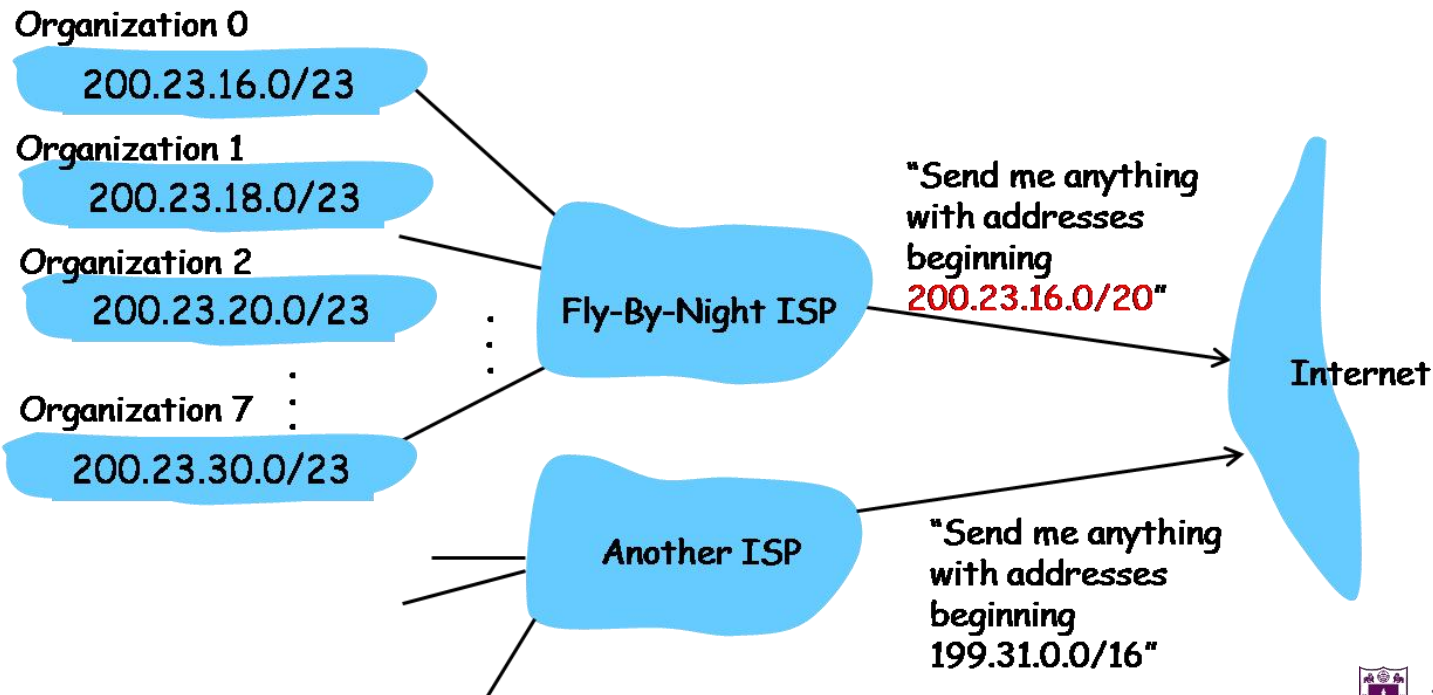 Organization 0
200.23.16.0/23
Organization 1
200.23.18.0/23
Organization 2
200.23.20.0/23
Organization 7
200.23.30.0/23
Fly-By-Night ISP
"Send me anything
with addresses
beginning
200.23.16.0/20"
Internet
Another ISP
"Send me anything
with addresses
beginning
199.31.0.0/16"